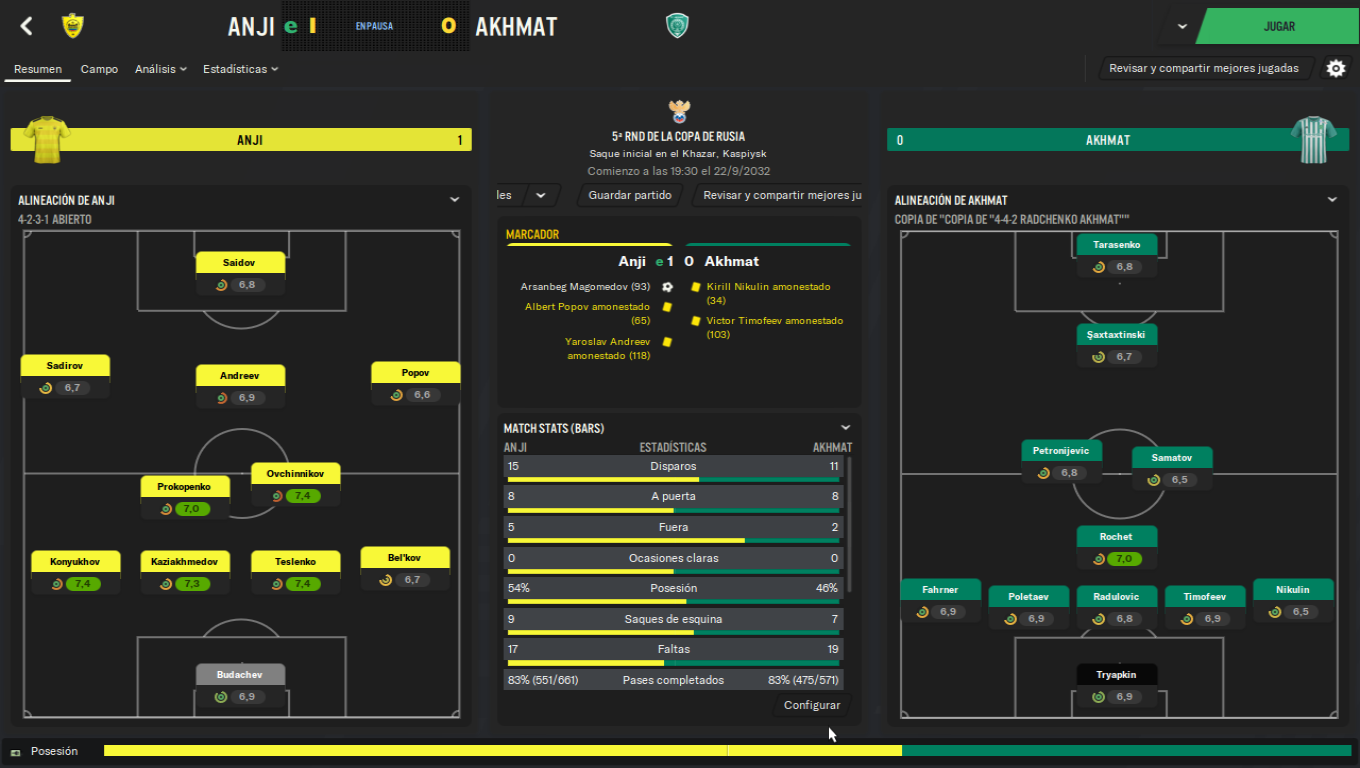 ANJI e 1 EN PAUSA 0 AKHMAT
JUGAR
Resumen Campo Análisis Estadísticas
Revisar y compartir mejores jugadas
ANJI 1
5ª RND DE LA COPA DE RUSIA
Saque inicial en el Khazar, Kaspiysk
Comienzo a las 19:30 el 22/9/2032
0 AKHMAT
les Guardar partido Revisar y compartir mejores ju
ALINEACIÓN DE ANJI
4-2-3-1 ABIERTO
Saidov
6,8
Sadirov
6,7
Andreev
6,9
Popov
6,6
Ovchinnikov
7,4
Prokopenko
7,0
Konyukhov
7,4
Kaziakhmedov
7,3
Teslenko
7,4
Bel'kov
6,7
Budachev
6,9
MARCADOR
Anji e 1 0 Akhmat
Arsanbeg Magomedov (93)
Albert Popov amonestado
(65)
Yaroslav Andreev
amonestado (118)
Kirill Nikulin amonestado
(34)
Victor Timofeev amonestado
(103)
MATCH STATS (BARS)
ANJI ESTADÍSTICAS AKHMAT
15 Disparos 11
8 A puerta 8
5 Fuera 2
0 Ocasiones claras 0
54% Posesión 46%
9 Saques de esquina 7
17 Faltas 19
83% (551/661) Pases completados 83% (475/571)
Configurar
ALINEACIÓN DE AKHMAT
COPIA DE "COPIA DE "4-4-2 RADCHENKO AKHMAT""
Tarasenko
6,8
Şaxtaxtinski
6,7
Petronijevic
6,8
Samatov
6,5
Rochet
7,0
Fahrner
6,9
Poletaev
6,9
Radulovic
6,8
Timofeev
6,9
Nikulin
6,5
Tryapkin
6,9
Posesión